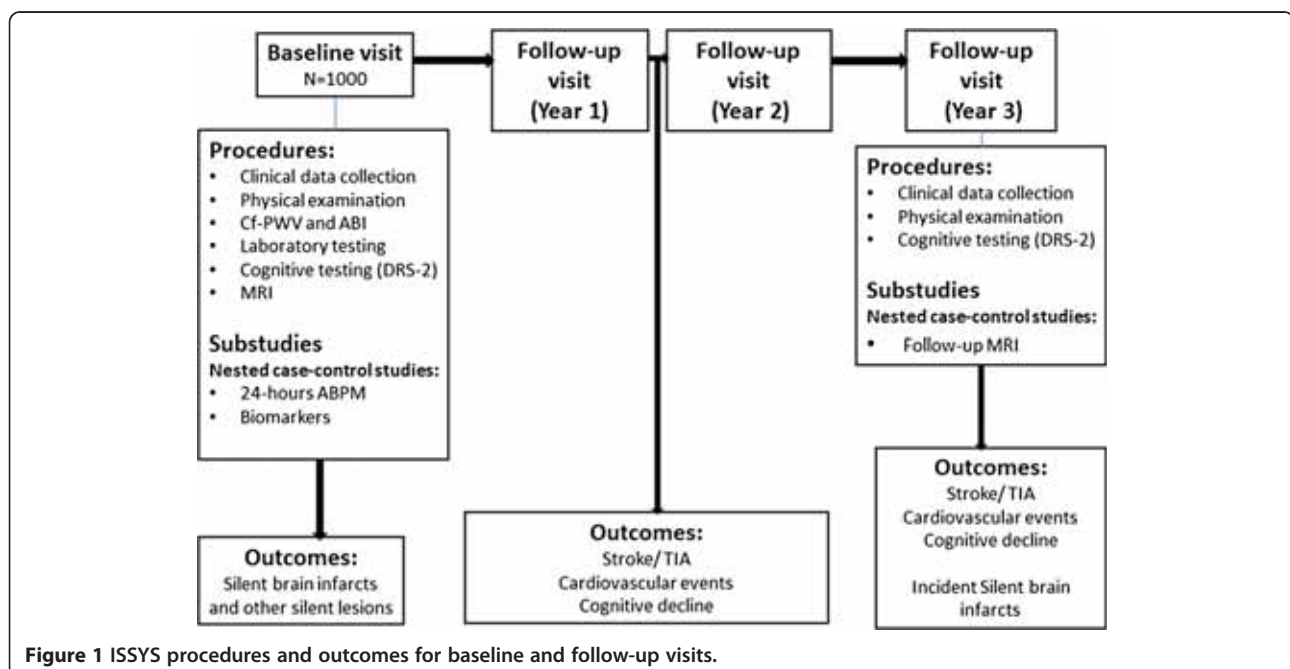 Baseline visit
N=1000
Follow-up
visit
(Year 1)
Follow-up
visit
(Year 2)
Follow-up
visit
(Year 3)
Procedures:
• Clinical data collection
• Physical examination
• Cf-PWV and ABI
• Laboratory testing
• Cognitive testing (DRS-2)
• MRI
Substudies
Nested case-control studies:
• 24-hours ABPM
• Biomarkers
Procedures:
• Clinical data collection
• Physical examination
• Cognitive testing (DRS-2)
Substudies
Nested case-control studies:
• Follow-up MRI
Outcomes:
Silent brain infarcts
and other silent lesions
Outcomes:
Stroke/ TIA
Cardiovascular events
Cognitive decline
Outcomes:
Stroke/ TIA
Cardiovascular events
Cognitive decline
Incident Silent brain
infarcts
Figure 1 ISSYS procedures and outcomes for baseline and follow-up visits.